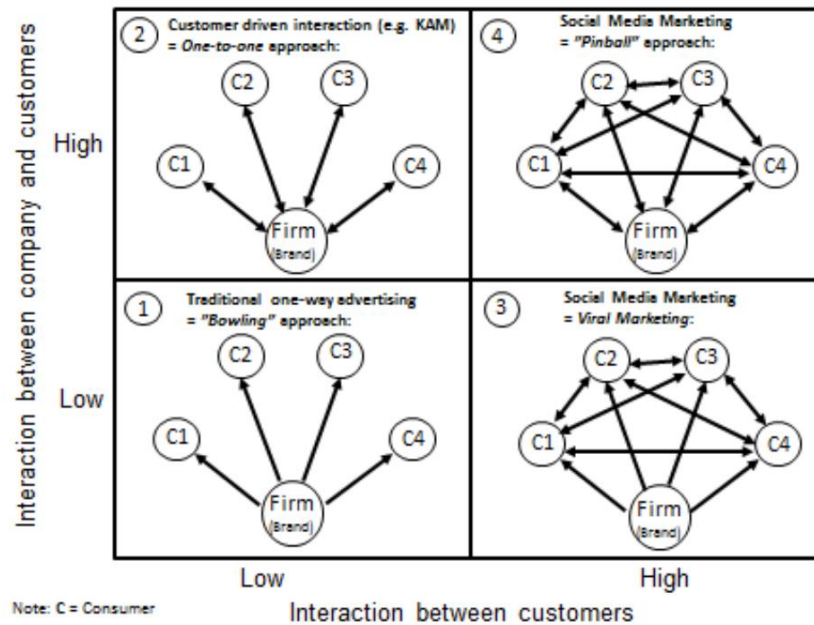 2
Customer driven interaction (e.g. KAM)
= One-to-one approach:
C2
C3
C1
C4
Firm
(Brand)
4
Social Media Marketing
= "Pinball" approach:
C2
C3
C1
C4
Firm
(Brand)
1
Traditional one-way advertising
= "Bowling" approach:
C2
C3
C1
C4
Firm
(Brand)
3
Social Media Marketing
= Viral Marketing:
C2
C3
C1
C4
Firm
(Brand)
Interaction between company and customers
High
Low
Low
High
Note: C = Consumer
Interaction between customers